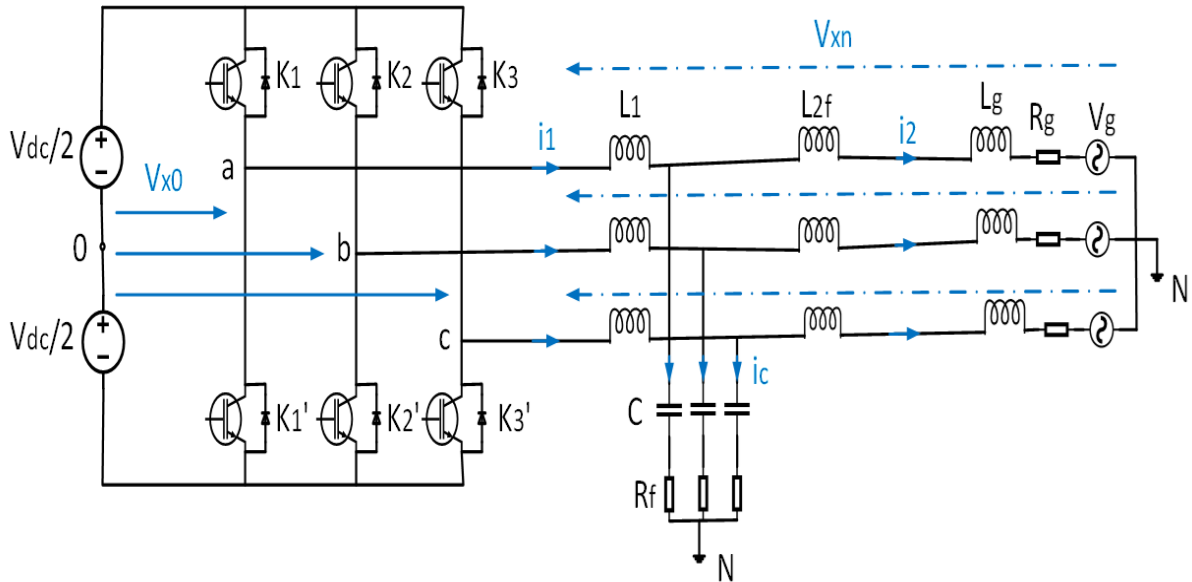 Vxn
K1
K2
K3
L1
L2f
Lg
Rg
Vg
Vdc/2
i1
i2
Vx0
a
0
b
N
Vdc/2
c
ic
C
K1'
K2'
K3'
Rf
N